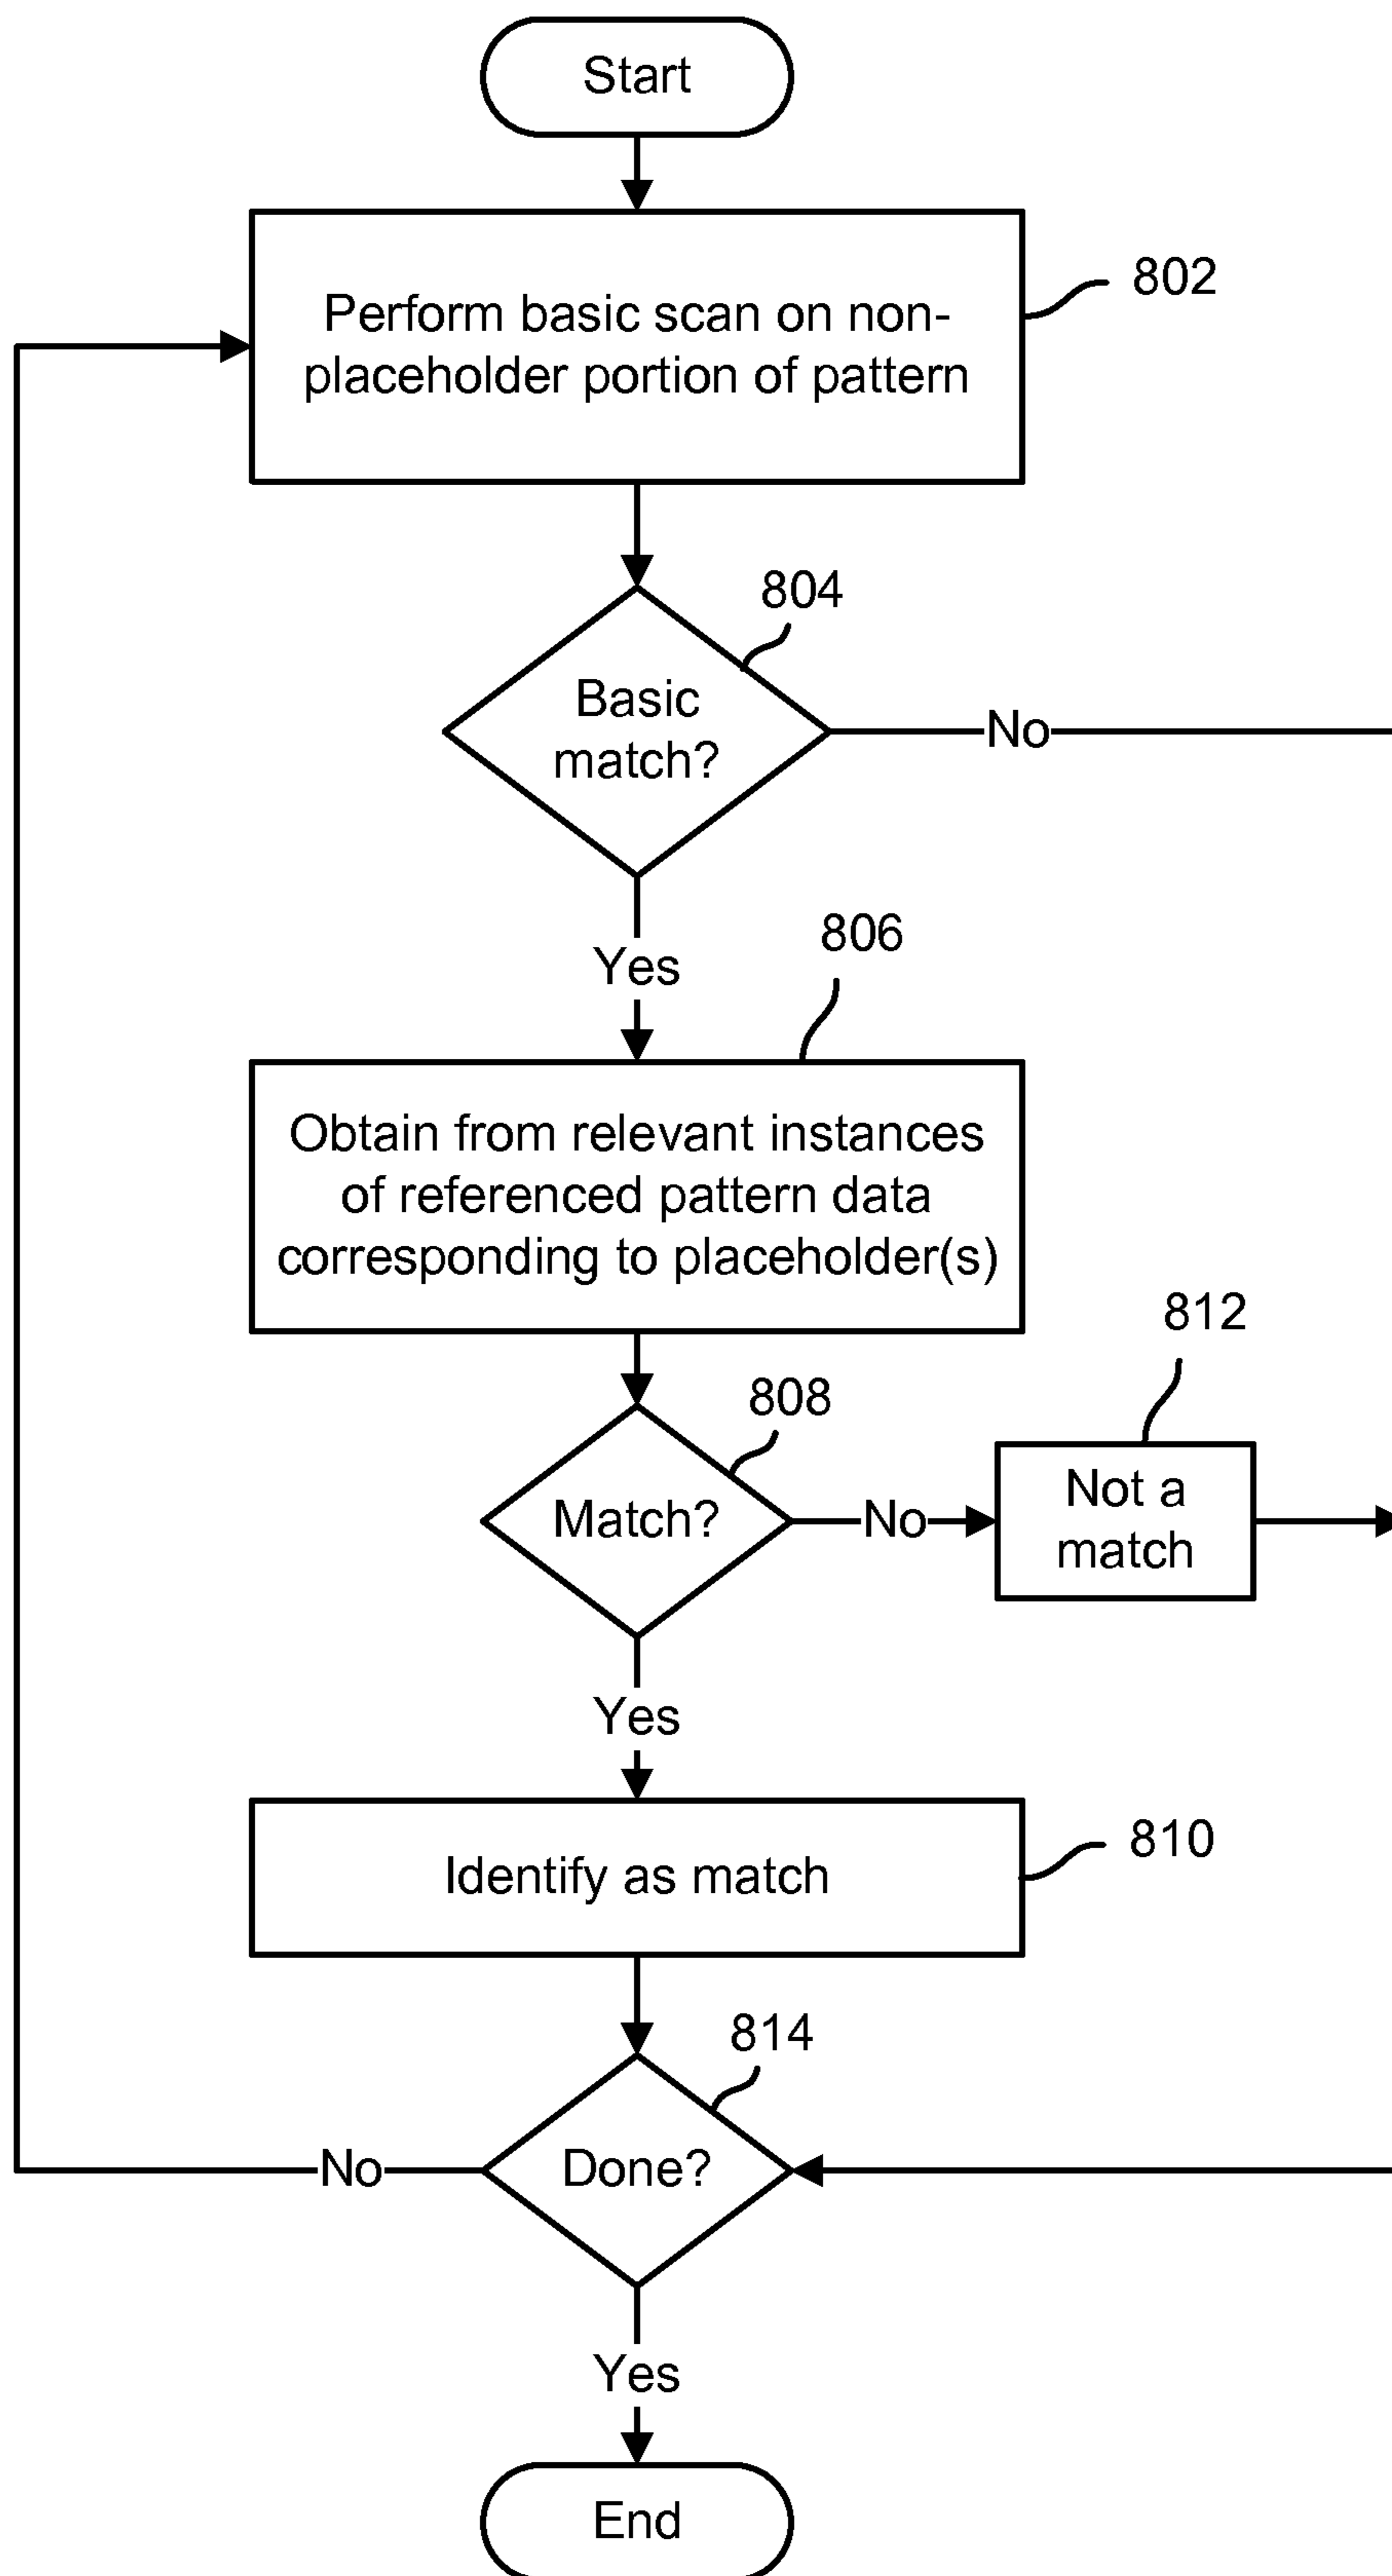 Start
Perform basic scan on non-
placeholder portion of pattern
802
804
Basic
match?
No
Yes
806
Obtain from relevant instances
of referenced pattern data
corresponding to placeholder(s)
812
808
Match?
No
Not a
match
Yes
Identify as match
810
814
Done?
No
Yes
End